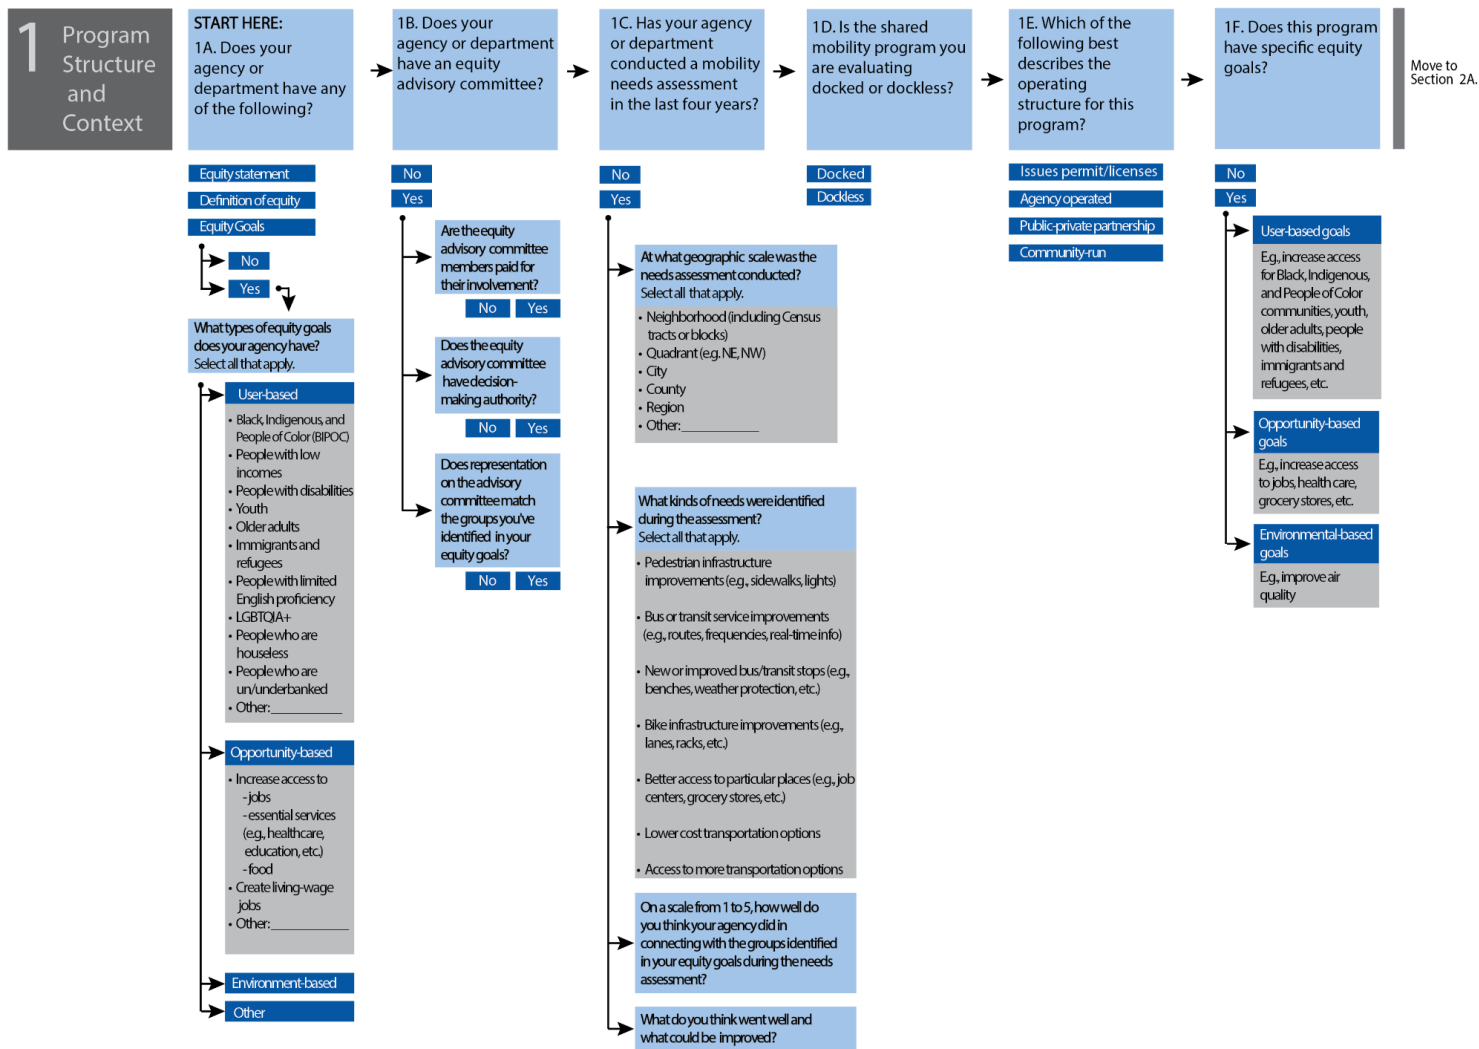 1 Program
Structure
and
Context
START HERE:
1A. Does your
agency or
department have any
of the following?
Equity statement
Definition of equity
Equity Goals
No
Yes
What types of equity goals
does your agency have?
Select all that apply.
User-based
• Black, Indigenous, and
People of Color (BIPOC)
• People with low
incomes
• People with disabilities
• Youth
• Older adults
• Immigrants and
refugees
• People with limited
English proficiency
• LGBTQIA+
• People who are
houseless
• People who are
un/underbanked
• Other: ___________
Opportunity-based
• Increase access to
- jobs
- essential services
(e.g., healthcare,
education, etc.)
- food
• Create living-wage
jobs
• Other: ____________
Environment-based
Other
1B. Does your
agency or department
have an equity
advisory committee?
No
Yes
Are the equity
advisory committee
members paid for
their involvement?
No Yes
Does the equity
advisory committee
have decision-
making authority?
No Yes
Does representation
on the advisory
committee match
the groups you've
identified in your
equity goals?
No Yes
1C. Has your agency
or department
conducted a mobility
needs assessment
in the last four years?
No
Yes
At what geographic scale was the
needs assessment conducted?
Select all that apply.
• Neighborhood (including Census
tracts or blocks)
• Quadrant (e.g. NE, NW)
• City
• County
• Region
• Other: ____________
What kinds of needs were identified
during the assessment?
Select all that apply.
• Pedestrian infrastructure
improvements (e.g., sidewalks, lights)
• Bus or transit service improvements
(e.g., routes, frequencies, real-time info)
• New or improved bus/transit stops (e.g.,
benches, weather protection, etc.)
• Bike infrastructure improvements (e.g.,
lanes, racks, etc.)
• Better access to particular places (e.g., job
centers, grocery stores, etc.)
• Lower cost transportation options
• Access to more transportation options
On a scale from 1 to 5, how well do
you think your agency did in
connecting with the groups identified
in your equity goals during the needs
assessment?
What do you think went well and
what could be improved?
1D. Is the shared
mobility program you
are evaluating
docked or dockless?
Docked
Dockless
1E. Which of the
following best
describes the
operating
structure for this
program?
Issues permit/licenses
Agency operated
Public-private partnership
Community-run
1F. Does this program
have specific equity
goals?
No
Yes
User-based goals
E.g., increase access
for Black, Indigenous,
and People of Color
communities, youth,
older adults, people
with disabilities,
immigrants and
refugees, etc.
Opportunity-based
goals
E.g., increase access
to jobs, health care,
grocery stores, etc.
Environmental-based
goals
E.g., improve air
quality
Move to
Section 2A.